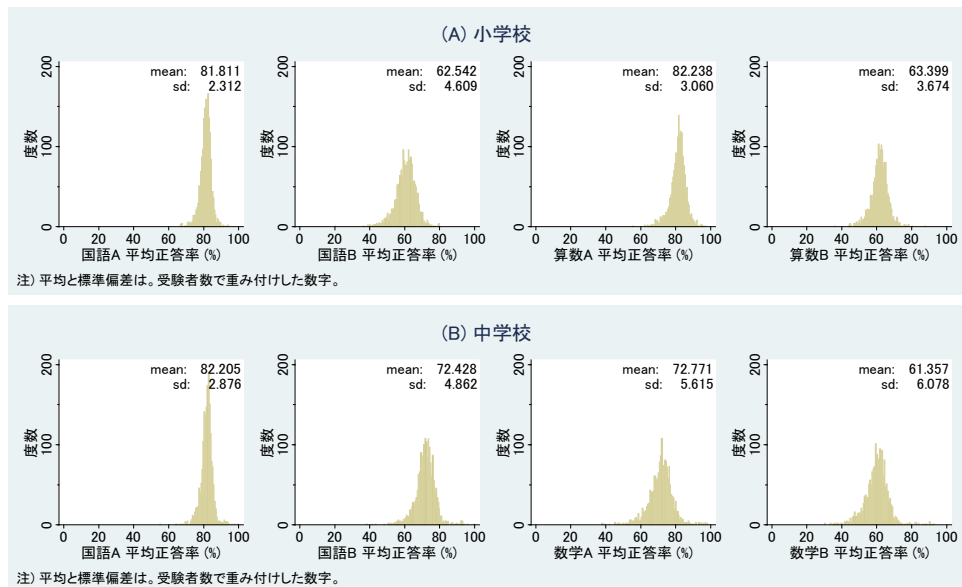 (A) 小学校
mean: 81.811
sd: 2.312
200
100
0
度数
0 20 40 60 80 100
国語A 平均正答率(%)
mean: 62.542
sd: 4.609
200
100
0
度数
0 20 40 60 80 100
国語B 平均正答率(%)
mean: 82.238
sd: 3.060
200
100
0
度数
0 20 40 60 80 100
算数A 平均正答率(%)
mean: 63.399
sd: 3.674
200
100
0
度数
0 20 40 60 80 100
算数B 平均正答率(%)
注) 平均と標準偏差は。受験者数で重み付けした数字。
(B) 中学校
mean: 82.205
sd: 2.876
200
100
0
度数
0 20 40 60 80 100
国語A 平均正答率(%)
mean: 72.428
sd: 4.862
200
100
0
度数
0 20 40 60 80 100
国語B 平均正答率(%)
mean: 72.771
sd: 5.615
200
100
0
度数
0 20 40 60 80 100
数学A 平均正答率(%)
mean: 61.357
sd: 6.078
200
100
0
度数
0 20 40 60 80 100
数学B 平均正答率(%)
注) 平均と標準偏差は。受験者数で重み付けした数字。